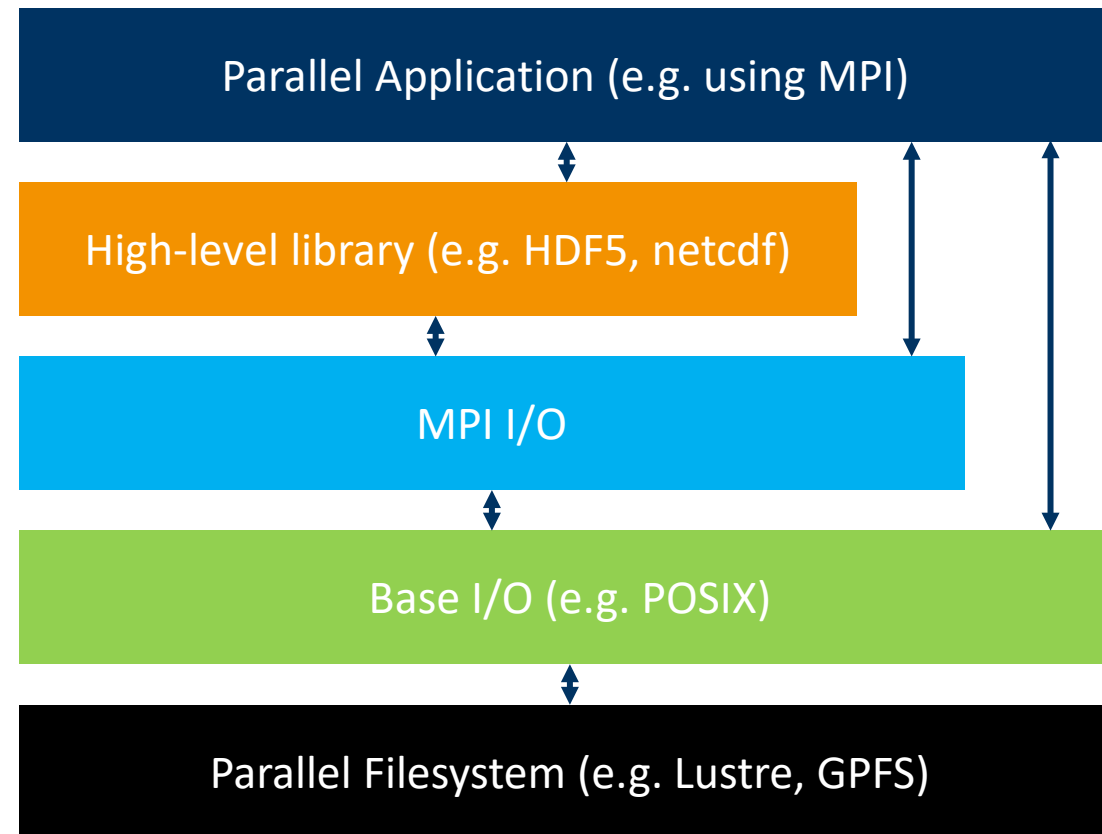 Parallel Application (e.g. using MPI)
High-level library (e.g. HDF5, netcdf)
MPI I/O
Base I/O (e.g. POSIX)
Parallel Filesystem (e.g. Lustre, GPFS)